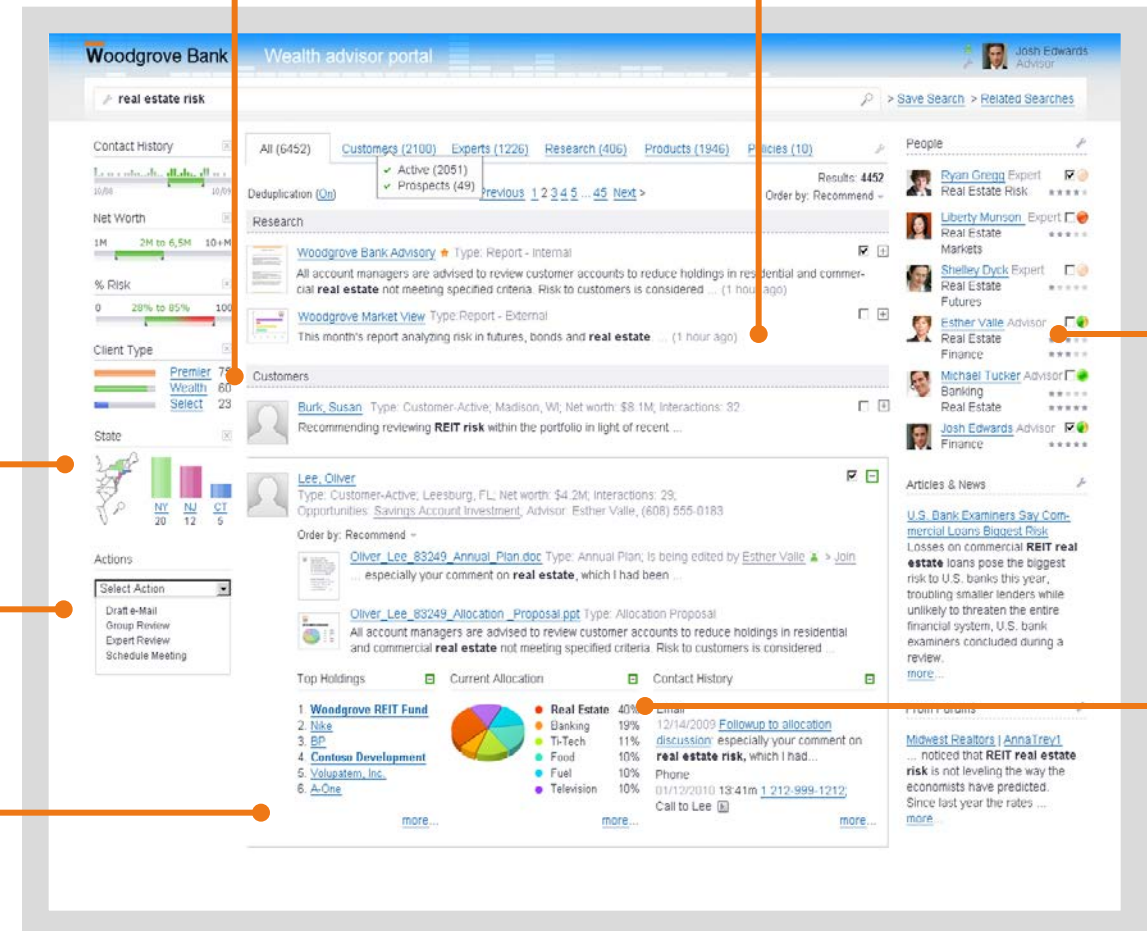 Woodgrove Bank
Wealth advisor portal
Josh Edwards
Advisor
real estate risk
> Save Search > Related Searches
Contact History
10/08 10/09
Net Worth
1M 2M to 6,5M 10+M
% Risk
0 28% to 85% 100
Client Type
Premier 78
Wealth 60
Select 23
State
NY NJ CT
20 12 5
Actions
Select Action
Draft e-Mail
Group Review
Expert Review
Schedule Meeting
All (6452) Customers (2100) Experts (1226) Research (406) Products (1946) Policies (10)
Active (2051)
Prospects (49)
Results: 4452
Deduplication (On)
Previous 1 2 3 4 5 ... 45 Next >
Order by: Recommend
Research
Woodgrove Bank Advisory Type: Report - Internal
All account managers are advised to review customer accounts to reduce holdings in residential and commer-
cial real estate not meeting specified criteria. Risk to customers is considered ... (1 hour ago)
Woodgrove Market View Type:Report - External
This month's report analyzing risk in futures, bonds and real estate ... (1 hour ago)
Customers
Burk, Susan Type: Customer-Active; Madison, WI; Net worth: $8.1M; Interactions: 32
Recommending reviewing REIT risk within the portfolio in light of recent ...
Lee, Oliver
Type: Customer-Active; Leesburg, FL; Net worth: $4.2M; Interactions: 29;
Opportunities: Savings Account Investment; Advisor: Esther Valle, (608) 555-0183
Order by: Recommend
Oliver_Lee_83249_Annual_Plan.doc Type: Annual Plan; Is being edited by Esther Valle > Join
... especially your comment on real estate, which I had been ...
Oliver_Lee_83249_Allocation _Proposal.ppt Type: Allocation Proposal
All account managers are advised to review customer accounts to reduce holdings in residential
and commercial real estate not meeting specified criteria. Risk to customers is considered ...
Top Holdings
1. Woodgrove REIT Fund
2. Nike
3. BP
4. Contoso Development
5. Volupatem, Inc.
6. A-One
more...
Current Allocation
Real Estate 40%
Banking 19%
Ti-Tech 11%
Food 10%
Fuel 10%
Television 10%
more...
Contact History
Email
12/14/2009 Followup to allocation
discussion: especially your comment on
real estate risk, which I had...
Phone
01/12/2010 13:41m 1 212-999-1212;
Call to Lee
more...
People
Ryan Gregg Expert
Real Estate Risk
Liberty Munson Expert
Real Estate
Markets
Shelley Dyck Expert
Real Estate
Futures
Esther Valle Advisor
Real Estate
Finance
Michael Tucker Advisor
Banking
Real Estate
Josh Edwards Advisor
Finance
Articles & News
U.S. Bank Examiners Say Com-
mercial Loans Biggest Risk
Losses on commercial REIT real
estate loans pose the biggest
risk to U.S. banks this year,
troubling smaller lenders while
unlikely to threaten the entire
financial system, U.S. bank
examiners concluded during a
review.
more...
From Forums
Midwest Realtors | AnnaTrey1
... noticed that REIT real estate
risk is not leveling the way the
economists have predicted.
Since last year the rates ...
more...